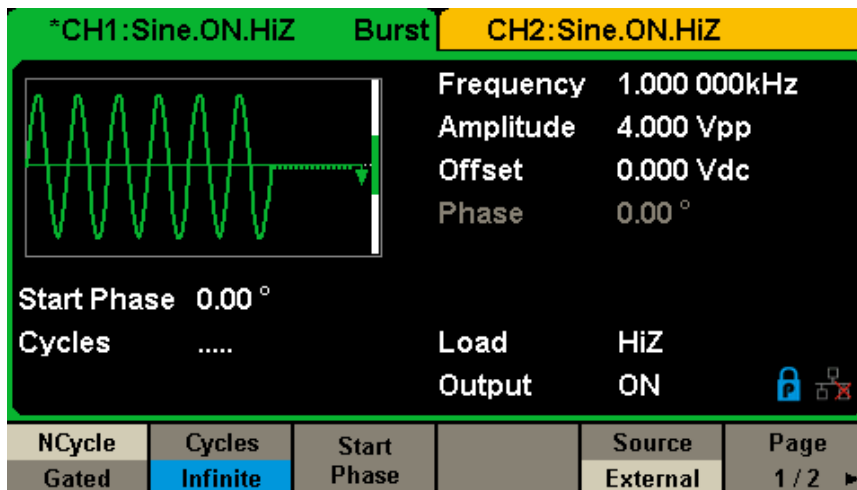 *CH1:Sine.ON.HiZ Burst CH2:Sine.ON.HiZ
Frequency 1.000 000kHz
Amplitude 4.000 Vpp
Offset 0.000 Vdc
Phase 0.00 °
Start Phase 0.00 °
Cycles ..... Load HiZ
Output ON P
NCycle Cycles Start Source Page
Gated Infinite Phase External 1 / 2 ►